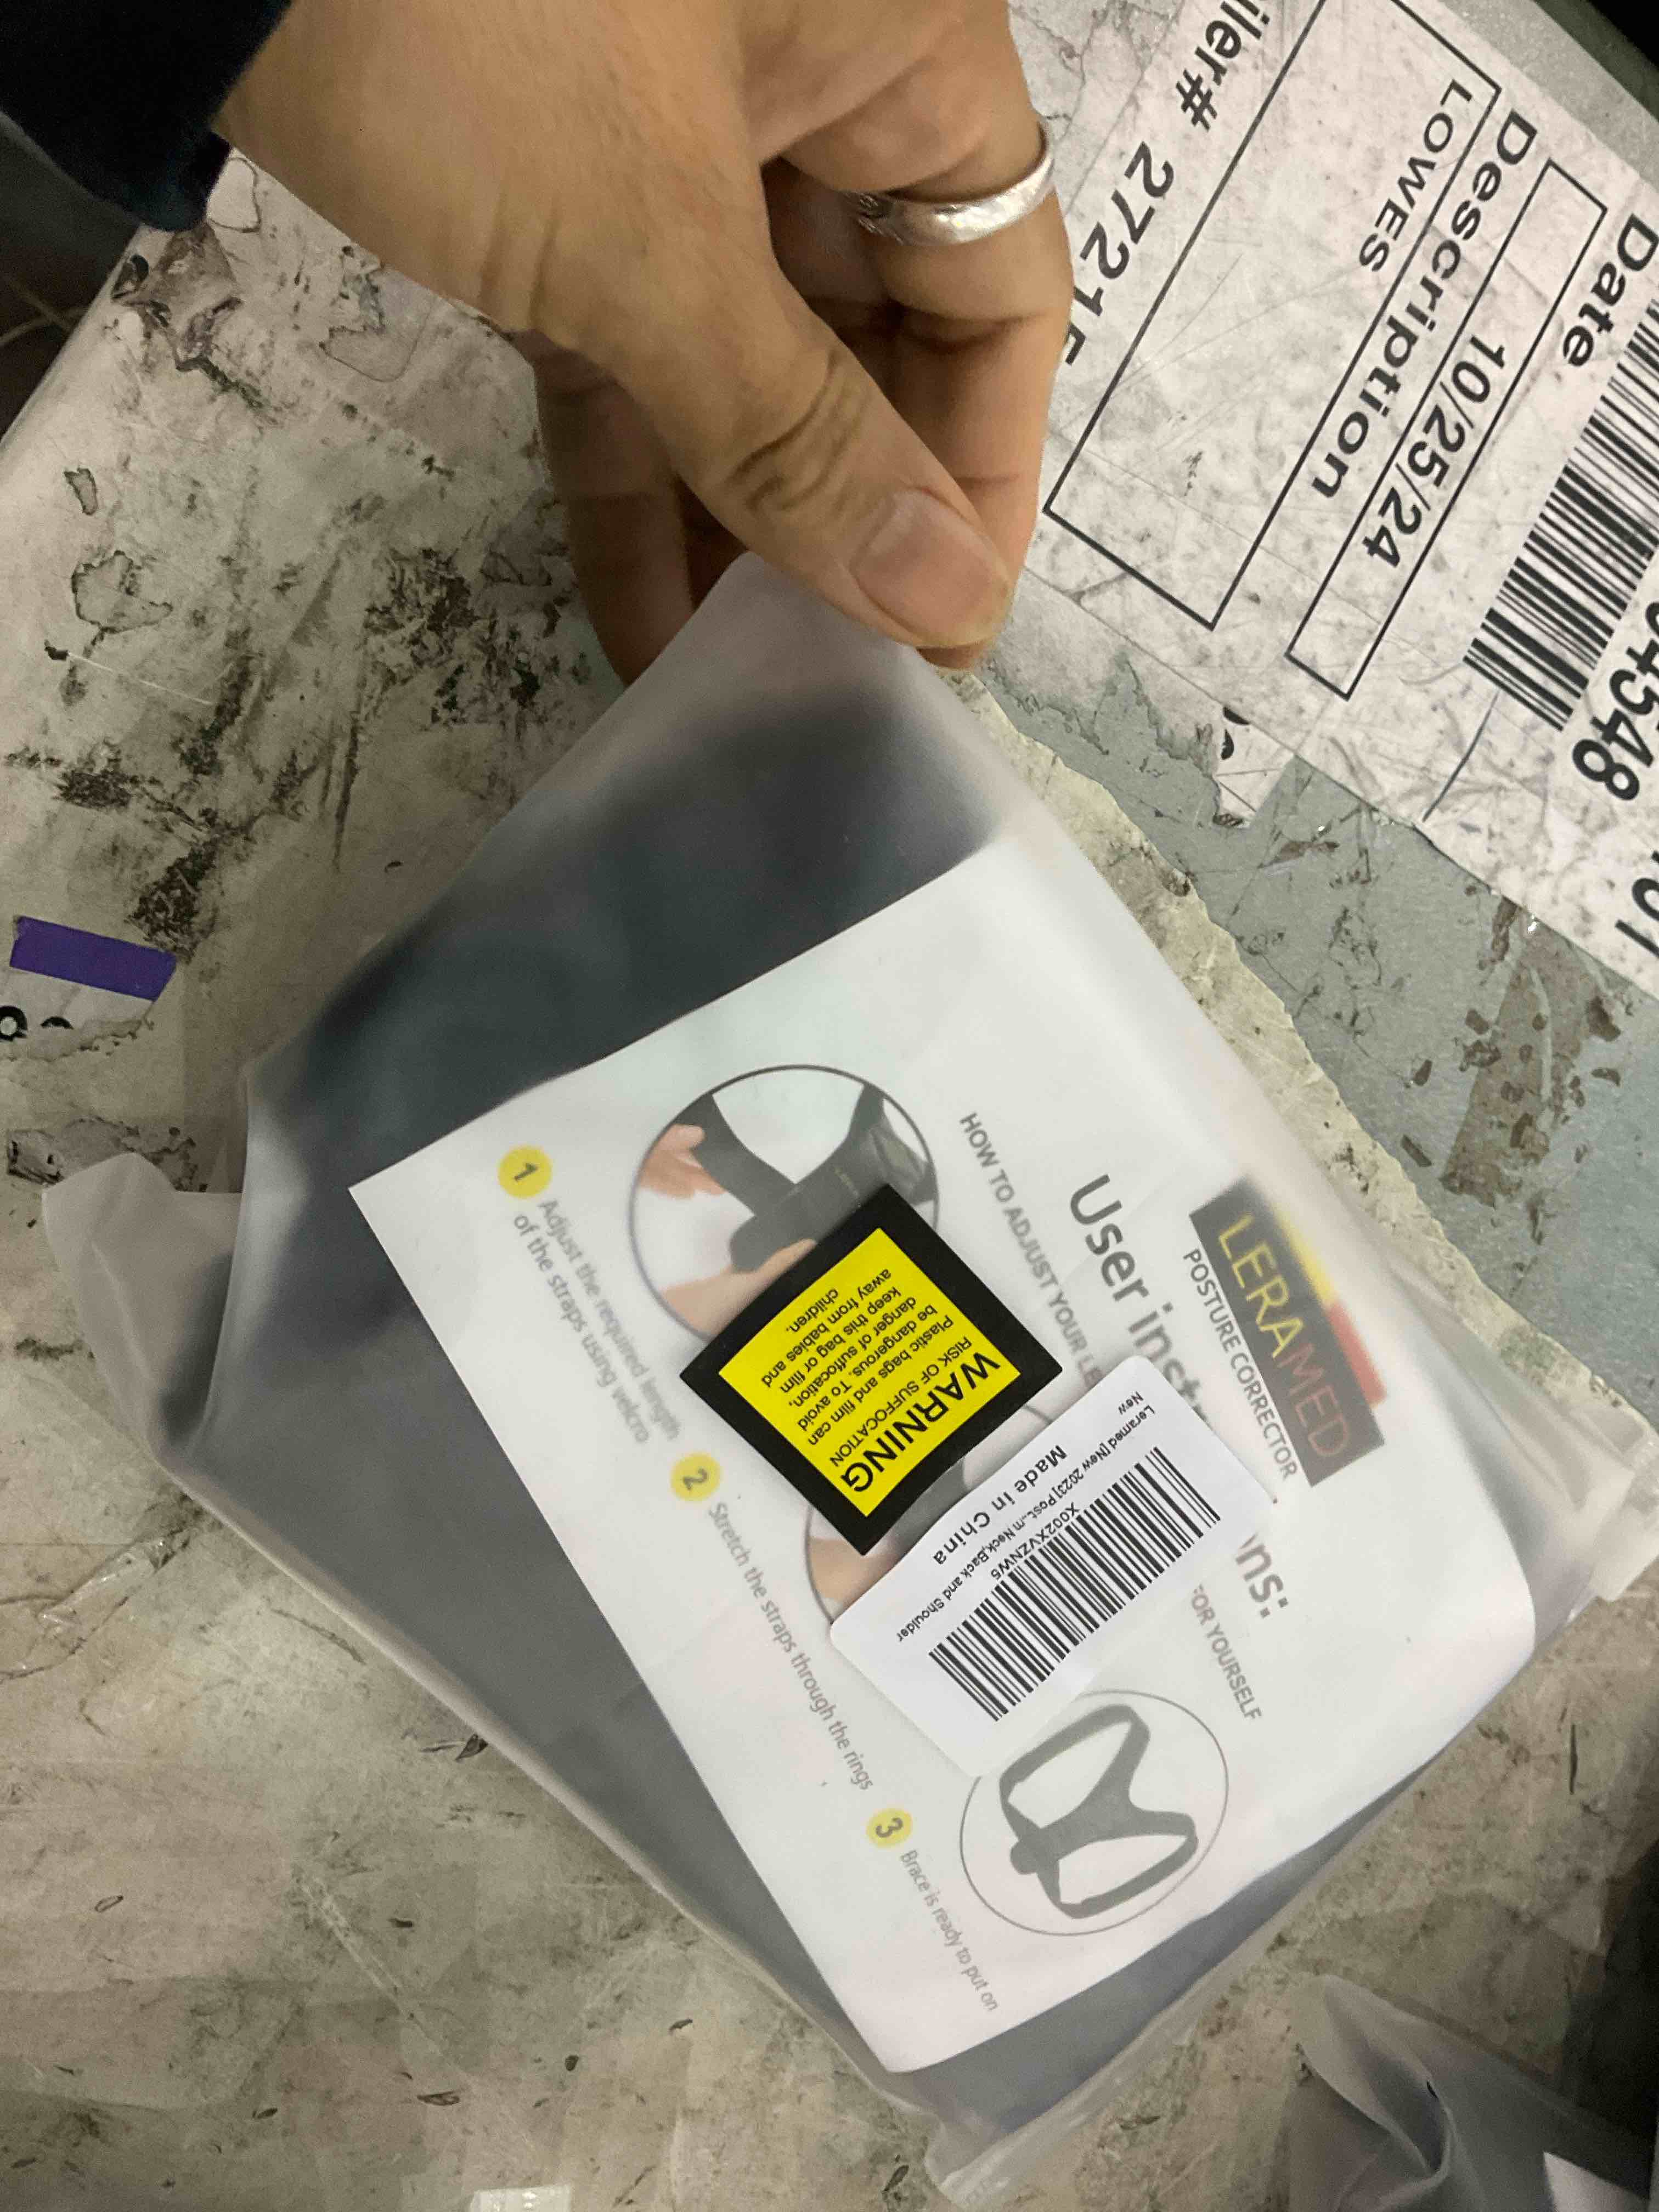 iler# 27215
LOWES
Description
10/25/24
Date
04548
LERAMED
POSTURE CORRECTOR
User inst
ns:
HOW TO ADJUST YOUR LE
FOR YOURSELF
1
Adjust the required length
of the straps using velcro
2
Stretch the straps through the rings
3
Brace is ready to put on
WARNING
RISK OF SUFFOCATION
Plastic bags and film can
be dangerous. To avoid
danger of suffocation,
keep this bag or film
away from babies and
children.
X002XVZNW5
Leramed [New 2023] Post...m Neck,Back and Shoulder
New
Made in China